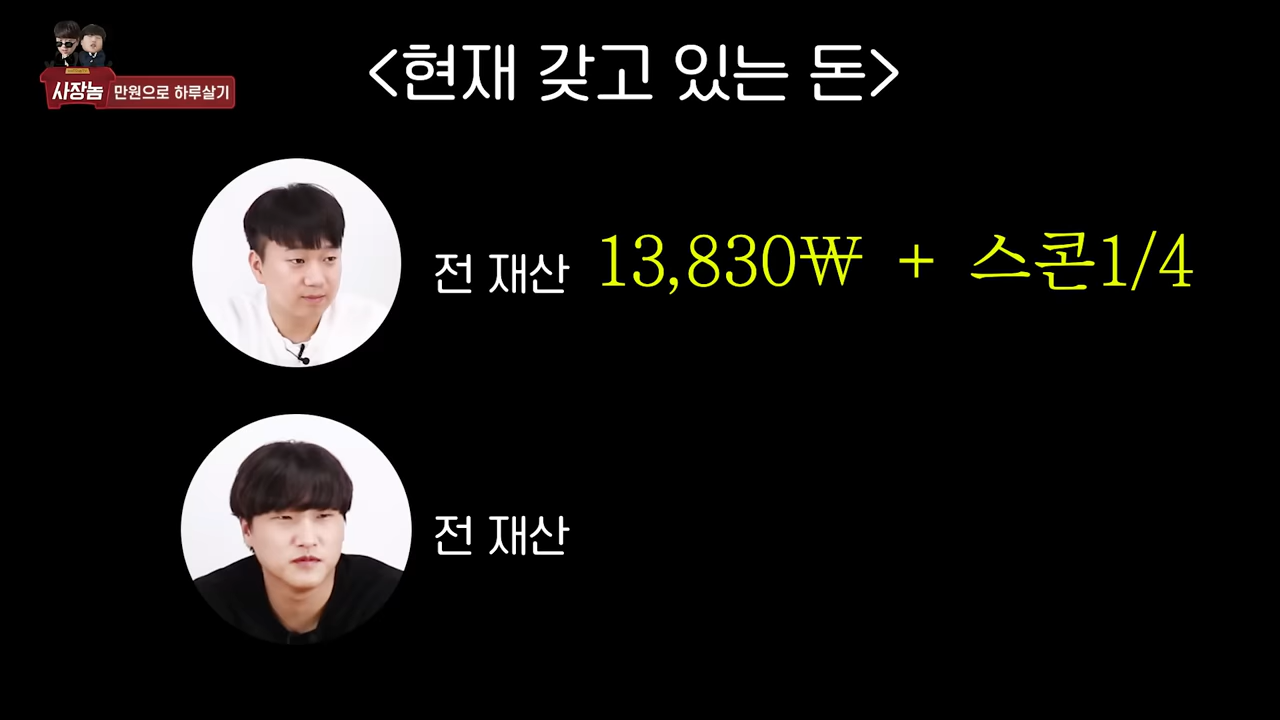 사장놈 만원으로 하루살기
<현재 갖고 있는 돈>
전 재산 13,830₩ + 스콘1/4
전 재산